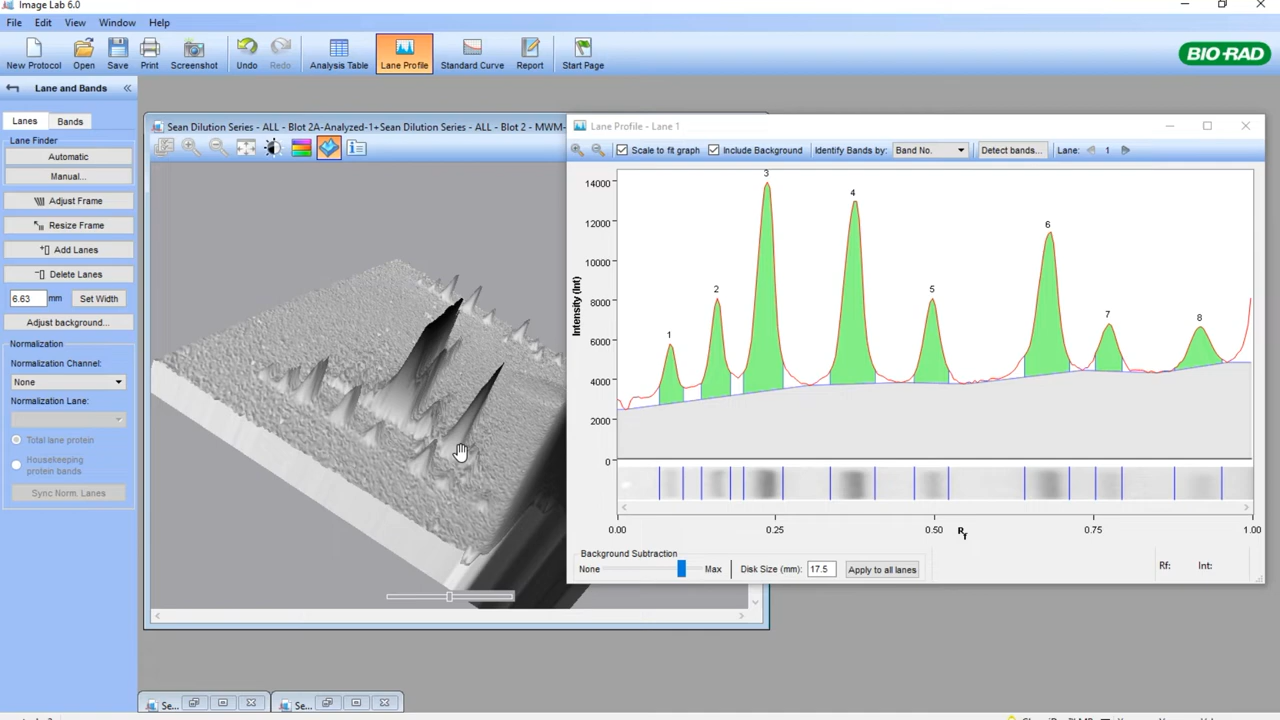 Image Lab 6.0
File Edit View Window Help
New Protocol Open Save Print Screenshot Undo Redo Analysis Table Lane Profile Standard Curve Report Start Page
BIO-RAD
Lane and Bands
Lanes Bands
Lane Finder
Automatic
Manual...
Adjust Frame
Resize Frame
Add Lanes
Delete Lanes
6.63 mm Set Width
Adjust background...
Normalization
Normalization Channel:
None
Normalization Lane:
Total lane protein
Housekeeping
protein bands
Sync Norm. Lanes
Sean Dilution Series - ALL - Blot 2A-Analyzed-1+Sean Dilution Series - ALL - Blot 2 - MWM-
Lane Profile - Lane 1
Scale to fit graph Include Background Identify Bands by: Band No. Detect bands... Lane: 1
Intensity (Int)
14000
12000
10000
8000
6000
4000
2000
0
1 2 3 4 5 6 7 8
0.00 0.25 0.50 Rf 0.75 1.00
Background Subtraction
None Max Disk Size (mm): 17.5 Apply to all lanes
Rf: Int:
Se... Se...